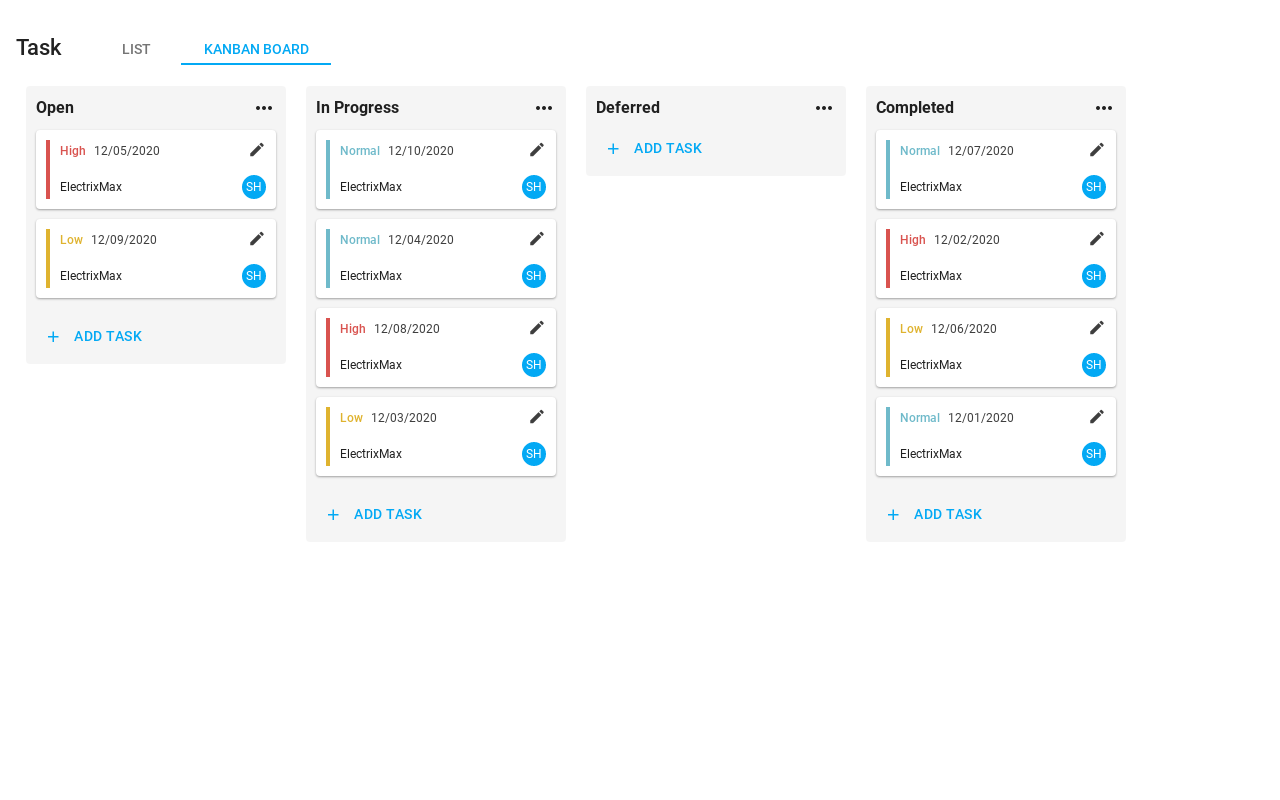 Task
LIST
KANBAN BOARD
Open
High 12/05/2020
ElectrixMax
SH
Low 12/09/2020
ElectrixMax
SH
ADD TASK
In Progress
Normal 12/10/2020
ElectrixMax
SH
Normal 12/04/2020
ElectrixMax
SH
High 12/08/2020
ElectrixMax
SH
Low 12/03/2020
ElectrixMax
SH
ADD TASK
Deferred
ADD TASK
Completed
Normal 12/07/2020
ElectrixMax
SH
High 12/02/2020
ElectrixMax
SH
Low 12/06/2020
ElectrixMax
SH
Normal 12/01/2020
ElectrixMax
SH
ADD TASK